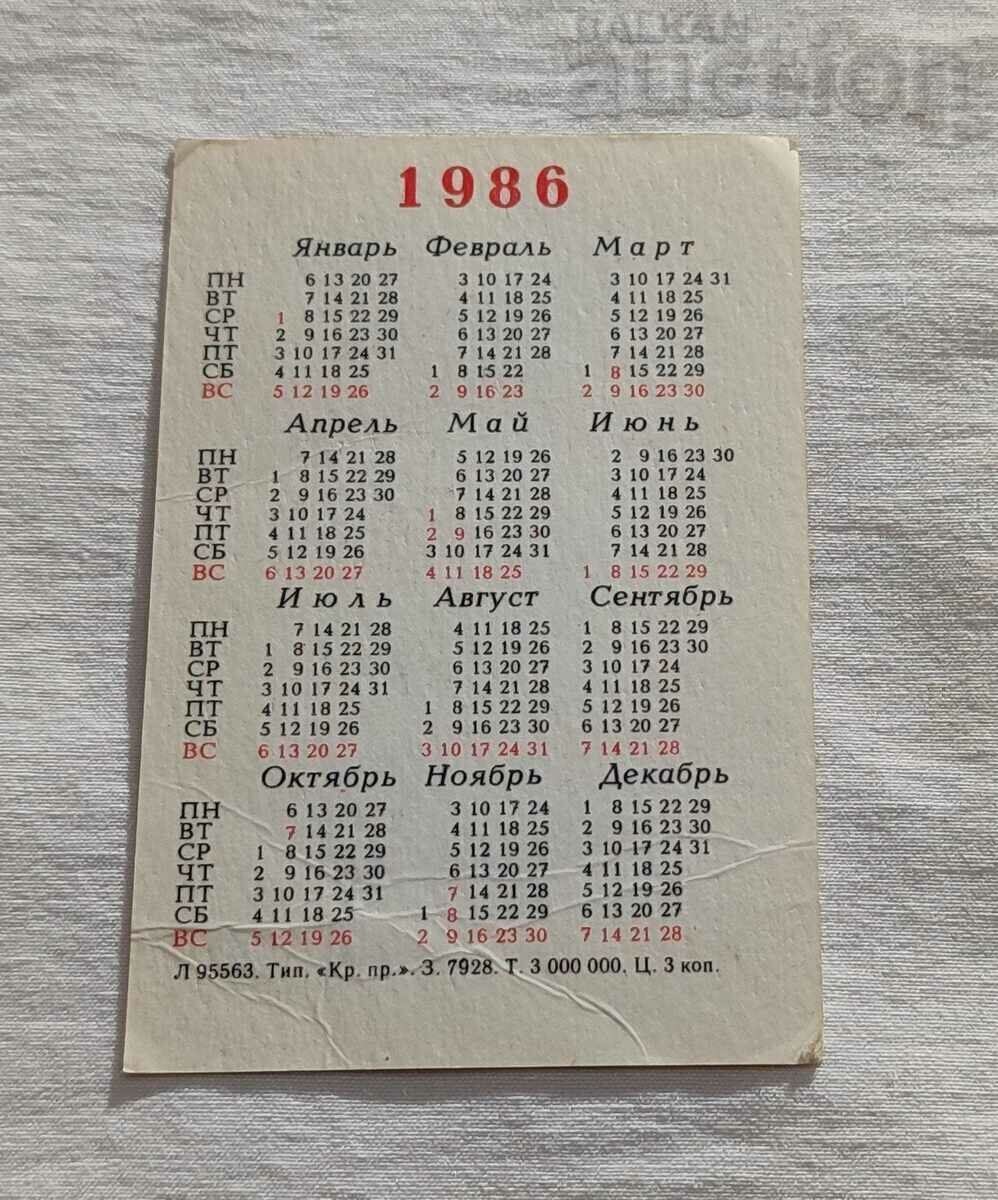 BALKAN
auction
1986
Январь Февраль Март
ПН 6 13 20 27 3 10 17 24 3 10 17 24 31
ВТ 7 14 21 28 4 11 18 25 4 11 18 25
СР 1 8 15 22 29 5 12 19 26 5 12 19 26
ЧТ 2 9 16 23 30 6 13 20 27 6 13 20 27
ПТ 3 10 17 24 31 7 14 21 28 7 14 21 28
СБ 4 11 18 25 1 8 15 22 1 8 15 22 29
ВС 5 12 19 26 2 9 16 23 2 9 16 23 30
Апрель Май Июнь
ПН 7 14 21 28 5 12 19 26 2 9 16 23 30
ВТ 1 8 15 22 29 6 13 20 27 3 10 17 24
СР 2 9 16 23 30 7 14 21 28 4 11 18 25
ЧТ 3 10 17 24 1 8 15 22 29 5 12 19 26
ПТ 4 11 18 25 2 9 16 23 30 6 13 20 27
СБ 5 12 19 26 3 10 17 24 31 7 14 21 28
ВС 6 13 20 27 4 11 18 25 1 8 15 22 29
Июль Август Сентябрь
ПН 7 14 21 28 4 11 18 25 1 8 15 22 29
ВТ 1 8 15 22 29 5 12 19 26 2 9 16 23 30
СР 2 9 16 23 30 6 13 20 27 3 10 17 24
ЧТ 3 10 17 24 31 7 14 21 28 4 11 18 25
ПТ 4 11 18 25 1 8 15 22 29 5 12 19 26
СБ 5 12 19 26 2 9 16 23 30 6 13 20 27
ВС 6 13 20 27 3 10 17 24 31 7 14 21 28
Октябрь Ноябрь Декабрь
ПН 6 13 20 27 3 10 17 24 1 8 15 22 29
ВТ 7 14 21 28 4 11 18 25 2 9 16 23 30
СР 1 8 15 22 29 5 12 19 26 3 10 17 24 31
ЧТ 2 9 16 23 30 6 13 20 27 4 11 18 25
ПТ 3 10 17 24 31 7 14 21 28 5 12 19 26
СБ 4 11 18 25 1 8 15 22 29 6 13 20 27
ВС 5 12 19 26 2 9 16 23 30 7 14 21 28
Л 95563. Тип. «Кр. пр.». З. 7928. Т. 3 000 000. Ц. 3 коп.